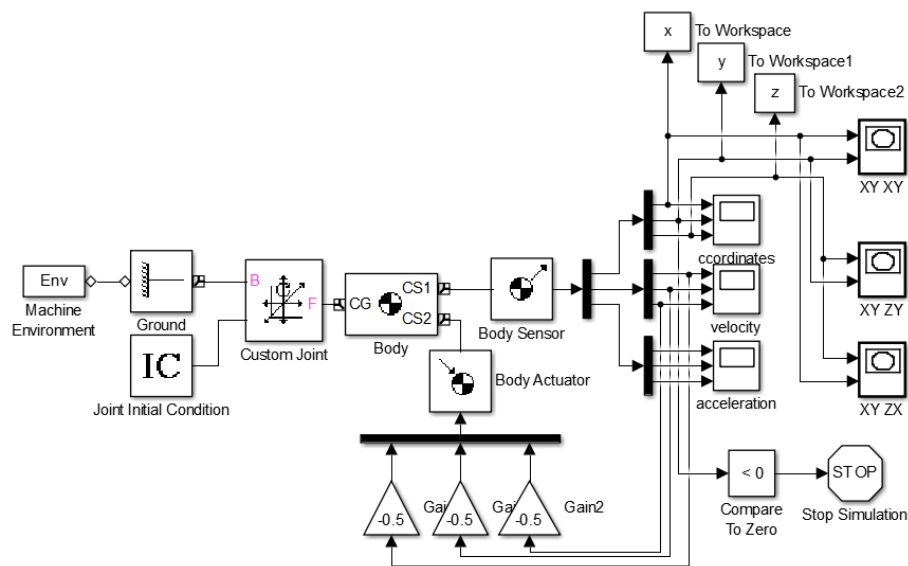 x
To Workspace
y
To Workspace1
z
To Workspace2
XY XY
ccordinates
CS1
B
Env
F
CG
XY ZY
CS2
Machine
Environment
Ground
Custom Joint
Body
Body Sensor
velocity
IC
Body Actuator
Joint Initial Condition
acceleration
XY ZX
< 0
STOP
-0.5
Gai
-0.5
Gai
-0.5
Gain2
Compare
To Zero
Stop Simulation